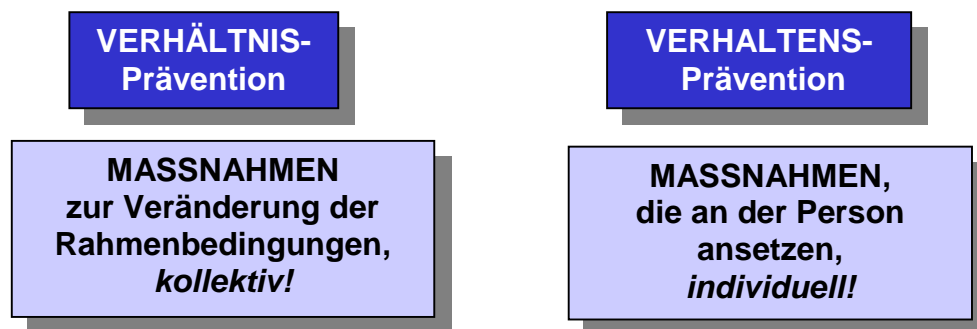 VERHÄLTNIS-
Prävention
MASSNAHMEN
zur Veränderung der
Rahmenbedingungen,
kollektiv!
VERHALTENS-
Prävention
MASSNAHMEN,
die an der Person
ansetzen,
individuell!